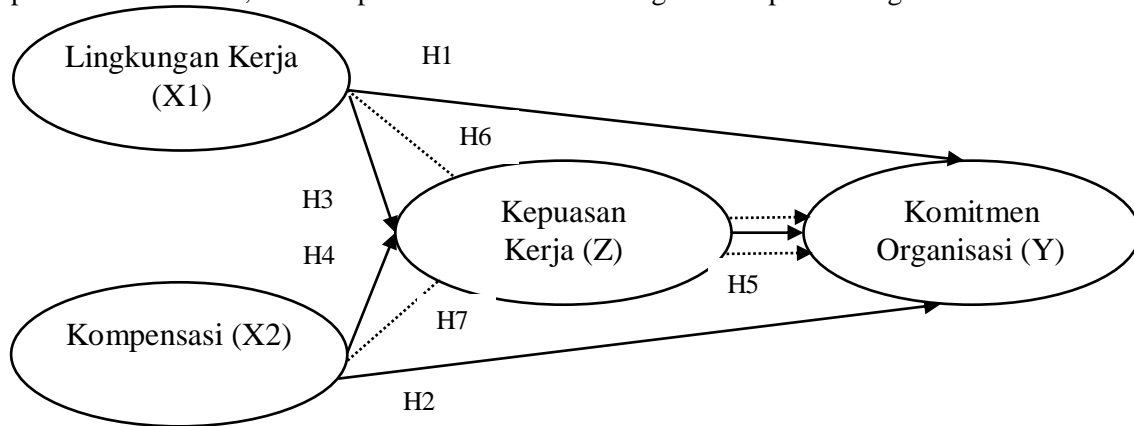 Lingkungan Kerja
(X1)
H1
H6
H3
Kepuasan
Kerja (Z)
Komitmen
Organisasi (Y)
H4
H5
Kompensasi (X2)
H7
H2